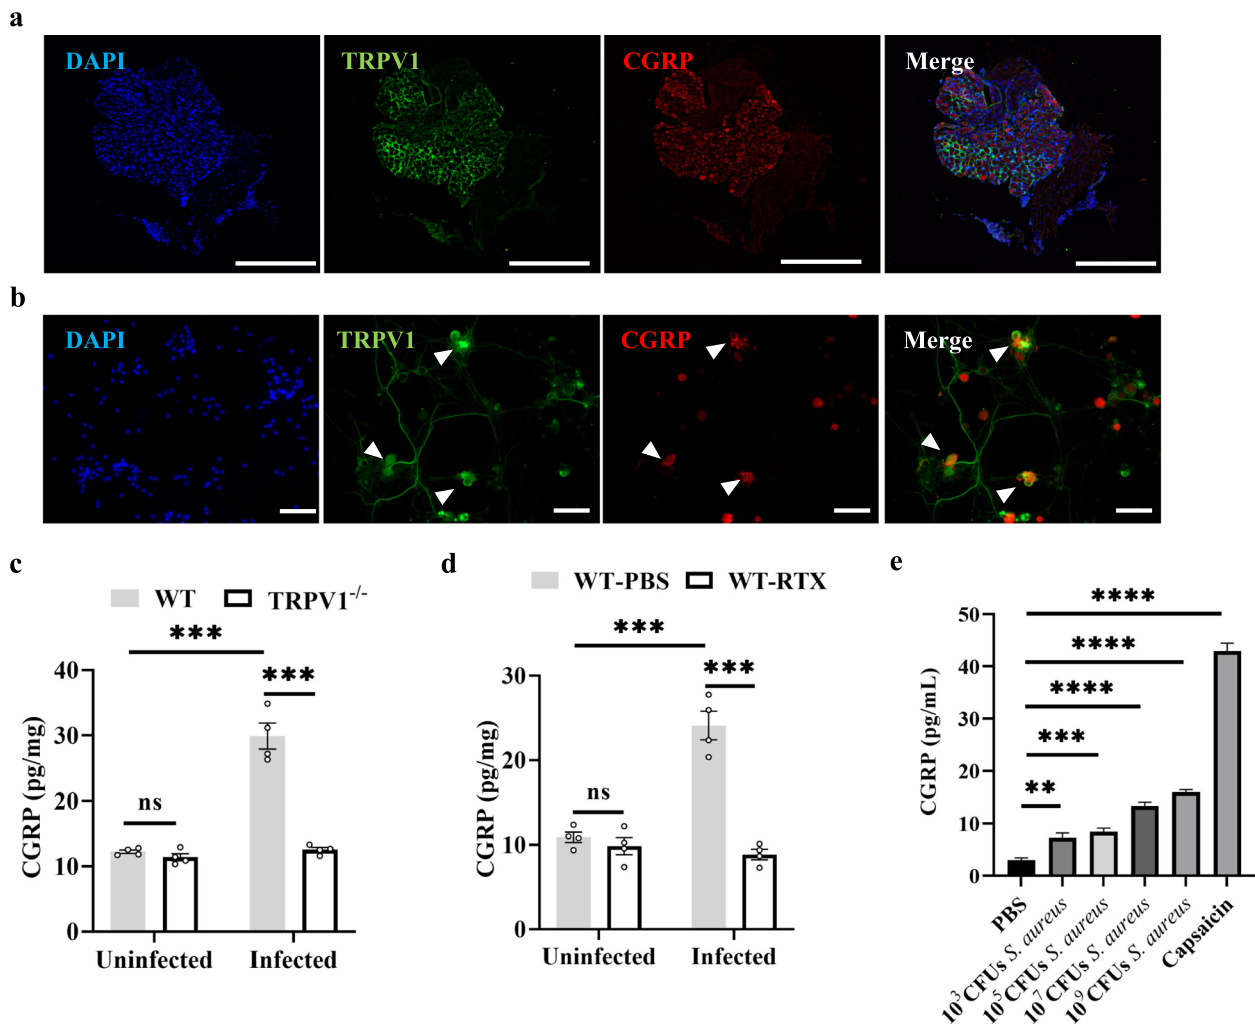 a
DAPI TRPV1 CGRP Merge
b
DAPI TRPV1 CGRP Merge
c
WT TRPV1-/-
***
***
ns
CGRP (pg/mg)
40
30
20
10
0
Uninfected Infected
d
WT-PBS WT-RTX
***
***
ns
CGRP (pg/mg)
30
20
10
0
Uninfected Infected
e
****
****
****
***
**
CGRP (pg/mL)
50
40
30
20
10
0
PBS
10³CFUs S. aureus
10⁵CFUs S. aureus
10⁷CFUs S. aureus
10⁹CFUs S. aureus
Capsaicin